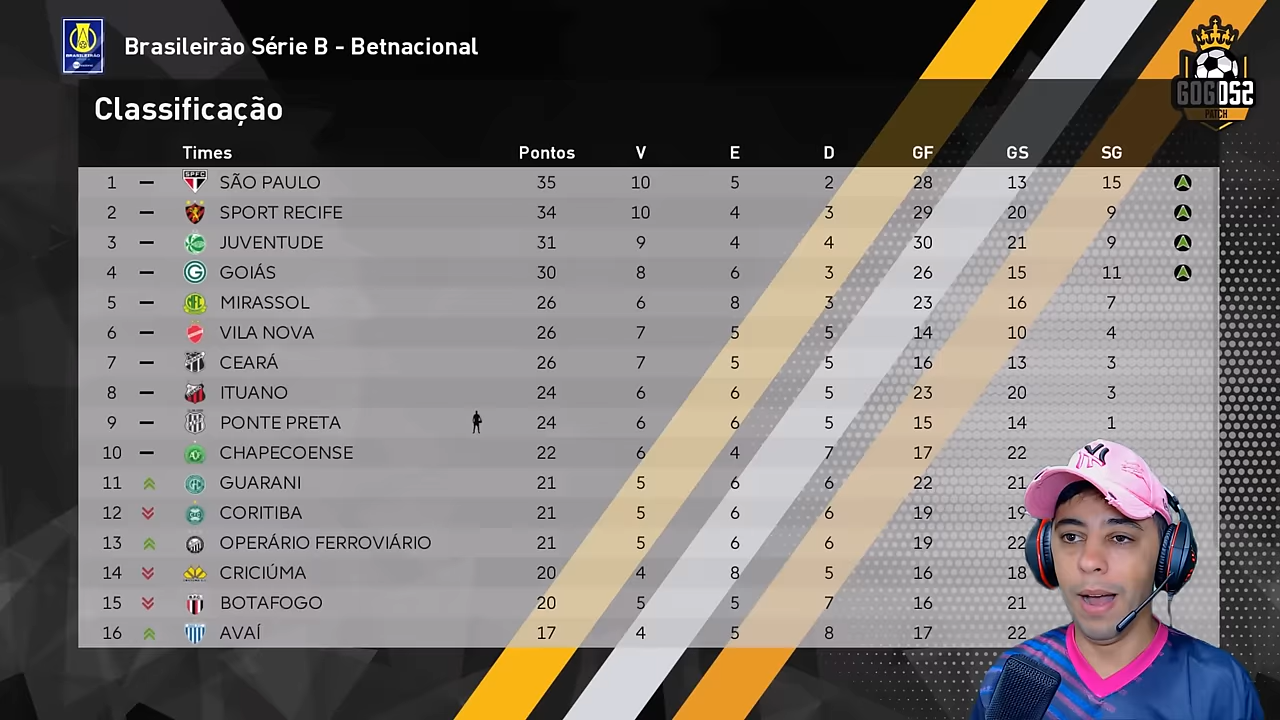 Brasileirão Série B - Betnacional
GOGOS2
PATCH
Classificação
Times Pontos V E D GF GS SG
1 SÃO PAULO 35 10 5 2 28 13 15
2 SPORT RECIFE 34 10 4 3 29 20 9
3 JUVENTUDE 31 9 4 4 30 21 9
4 GOIÁS 30 8 6 3 26 15 11
5 MIRASSOL 26 6 8 3 23 16 7
6 VILA NOVA 26 7 5 5 14 10 4
7 CEARÁ 26 7 5 5 16 13 3
8 ITUANO 24 6 6 5 23 20 3
9 PONTE PRETA 24 6 6 5 15 14 1
10 CHAPECOENSE 22 6 4 7 17 22
11 GUARANI 21 5 6 6 22 21
12 CORITIBA 21 5 6 6 19 19
13 OPERÁRIO FERROVIÁRIO 21 5 6 6 19 22
14 CRICIÚMA 20 4 8 5 16 18
15 BOTAFOGO 20 5 5 7 16 21
16 AVAÍ 17 4 5 8 17 22